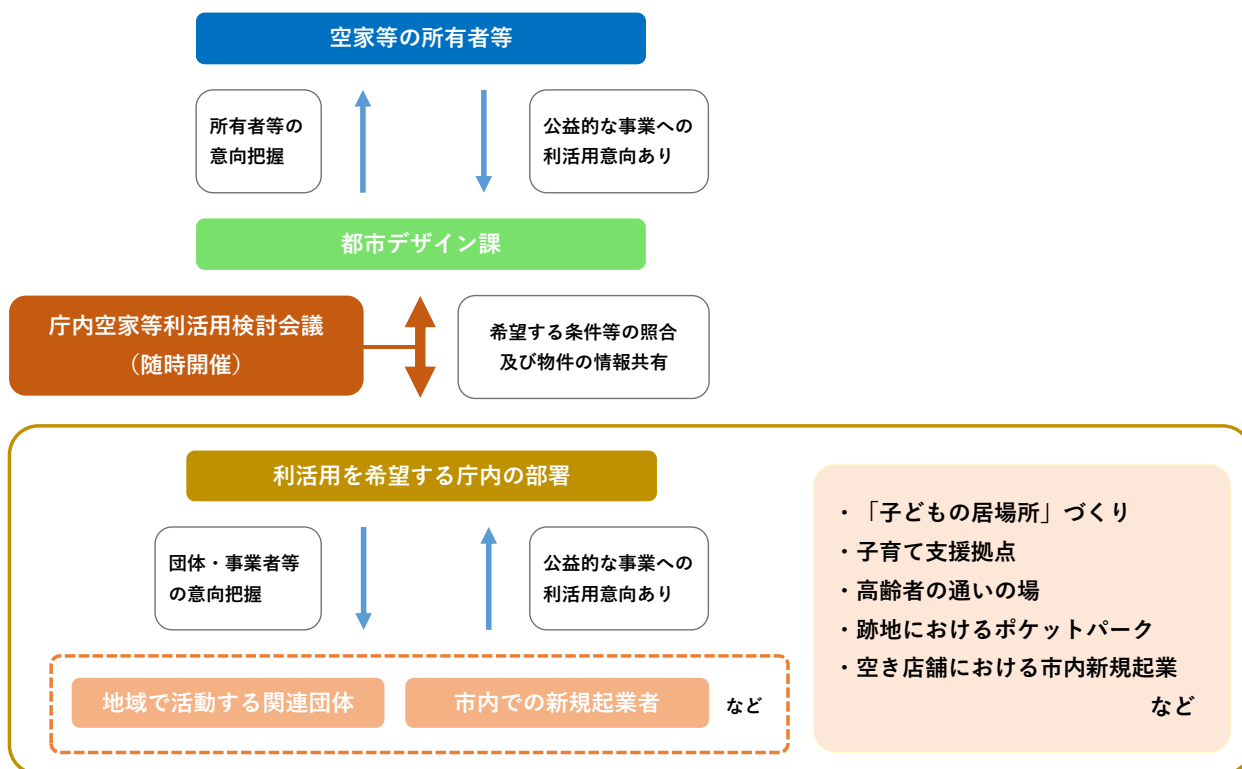 空家等の所有者等
所有者等の
意向把握
公益的な事業への
利活用意向あり
都市デザイン課
庁内空家等利活用検討会議
（随時開催）
希望する条件等の照合
及び物件の情報共有
利活用を希望する庁内の部署
団体・事業者等
の意向把握
公益的な事業への
利活用意向あり
地域で活動する関連団体
市内での新規起業者
など
・「子どもの居場所」づくり
・子育て支援拠点
・高齢者の通いの場
・跡地におけるポケットパーク
・空き店舗における市内新規起業
など